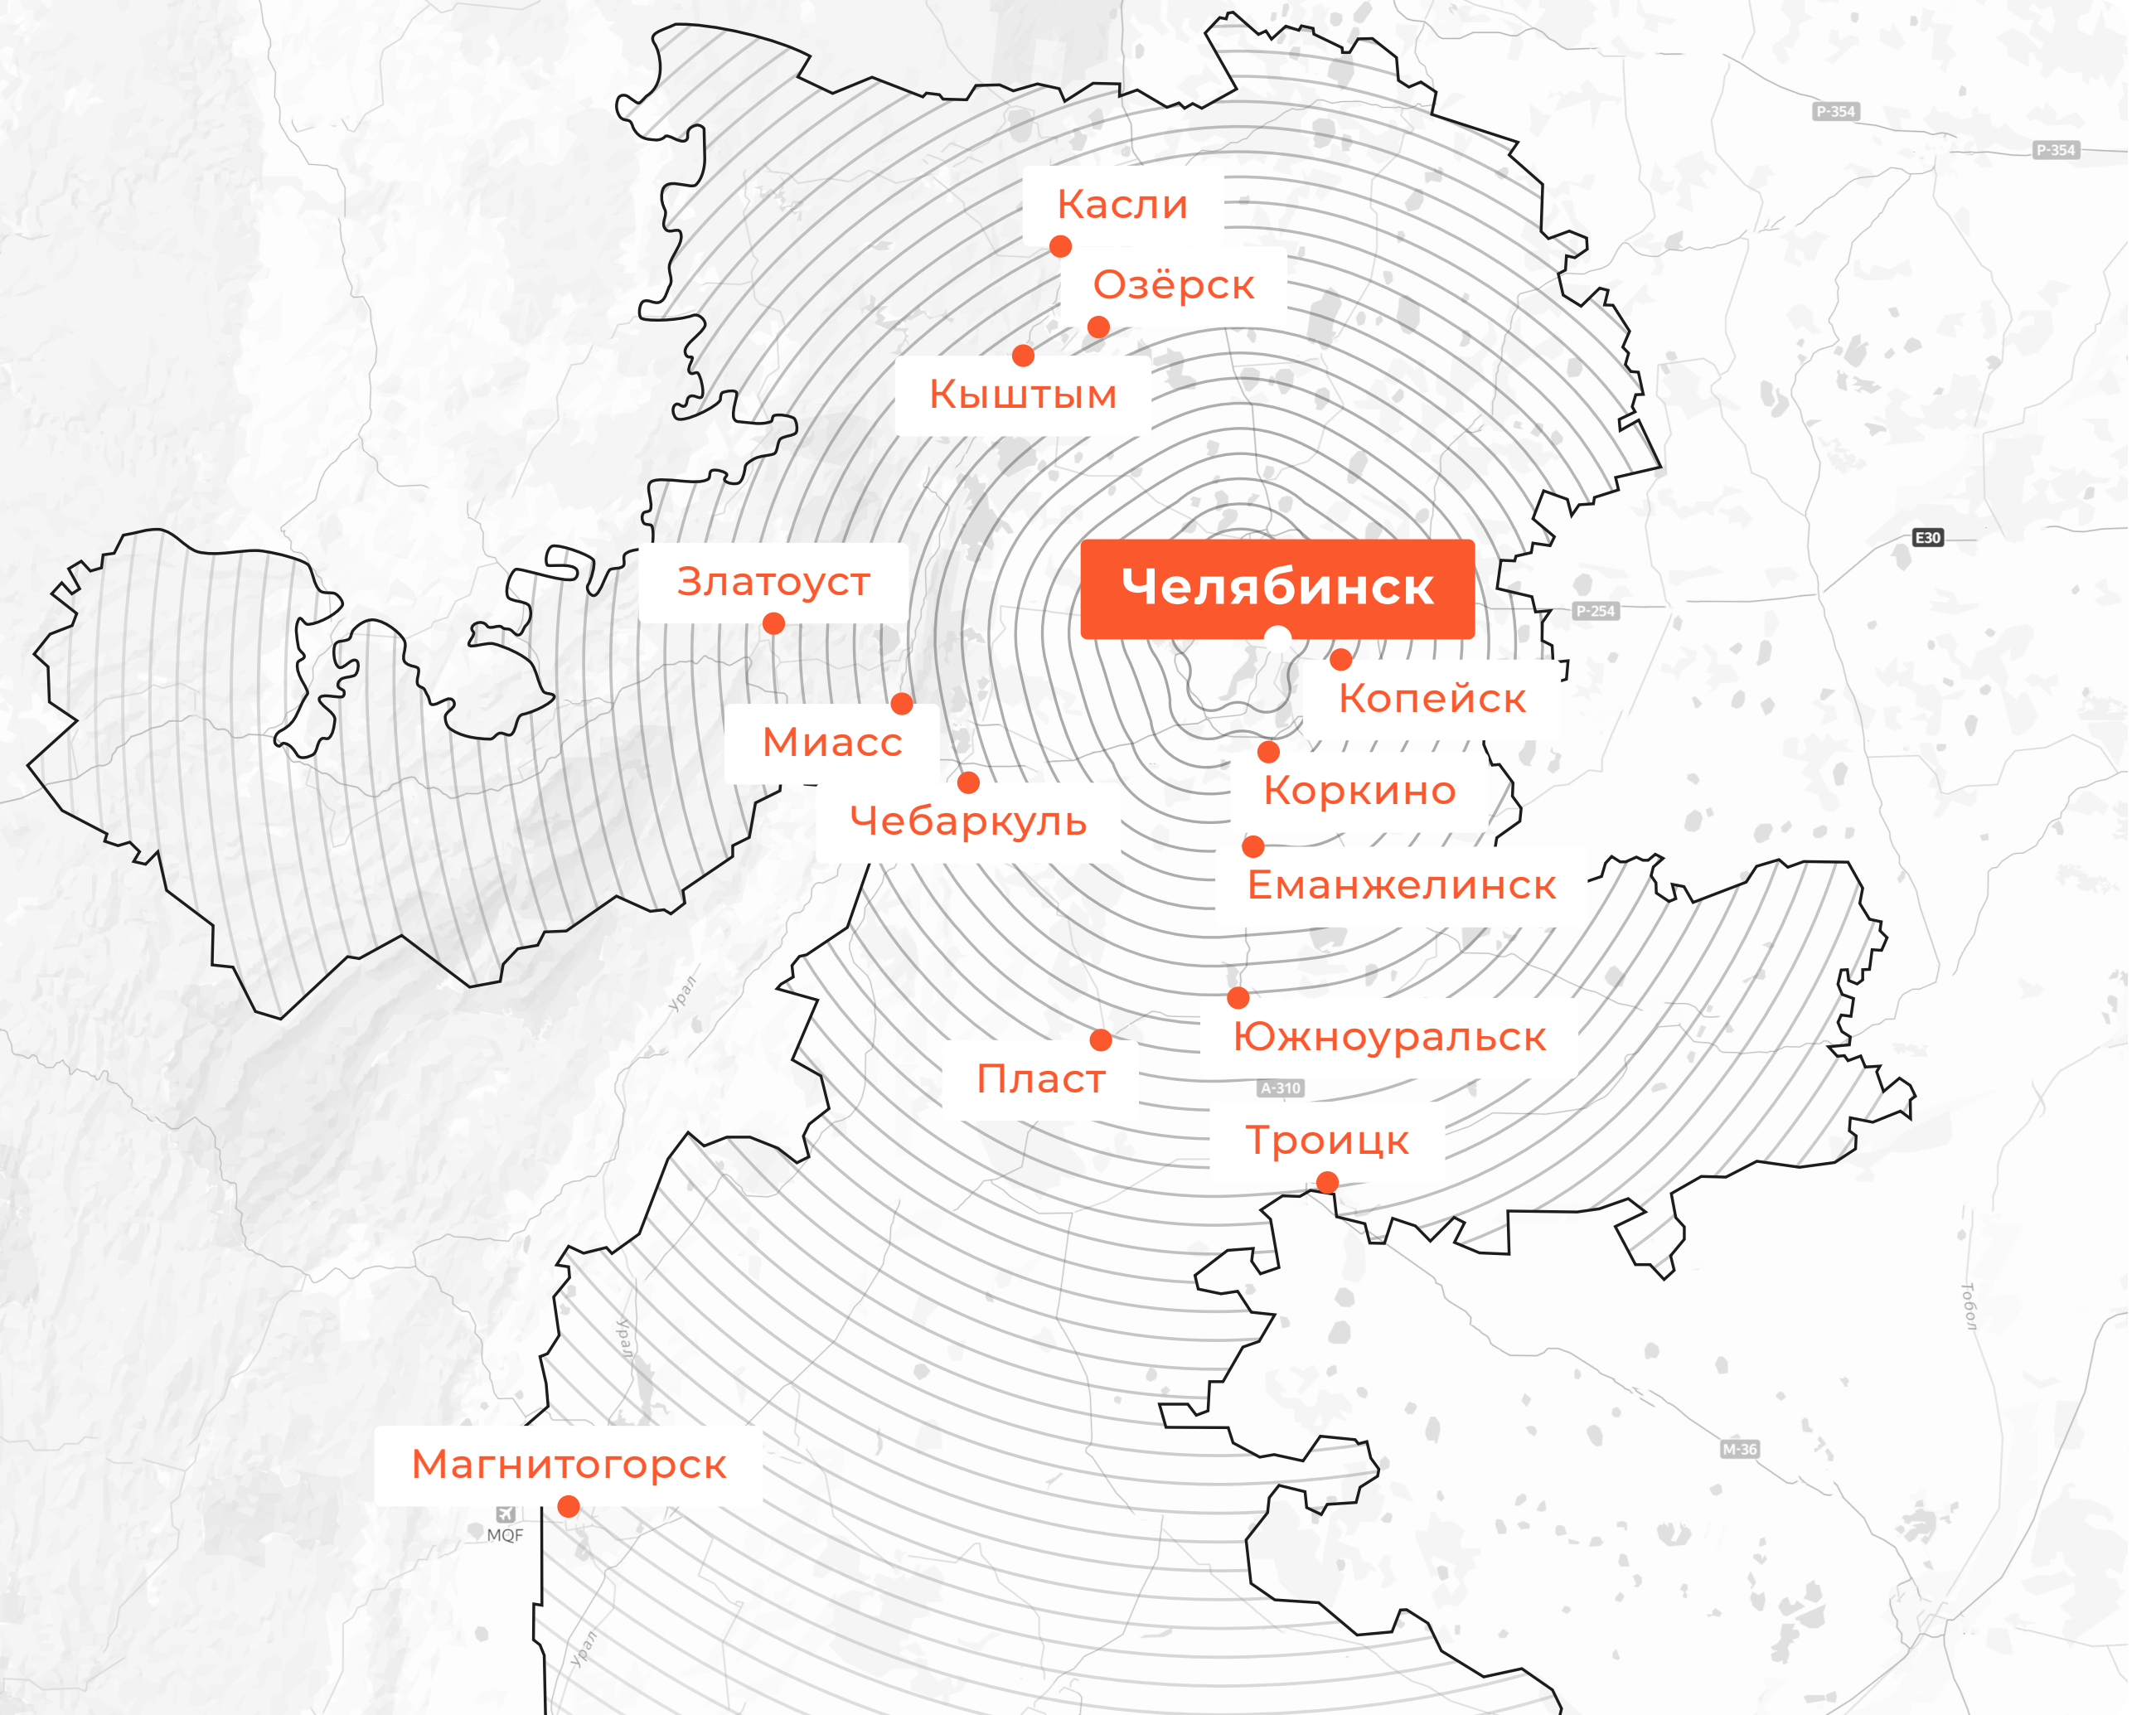 Р-354
Р-354
Касли
Озёрск
Кыштым
E30
Златоуст
Челябинск
Р-254
Копейск
Миасс
Коркино
Чебаркуль
Еманжелинск
Урал
Южноуральск
Пласт
А-310
Троицк
Тобол
Урал
М-36
Магнитогорск
MQF
Урал